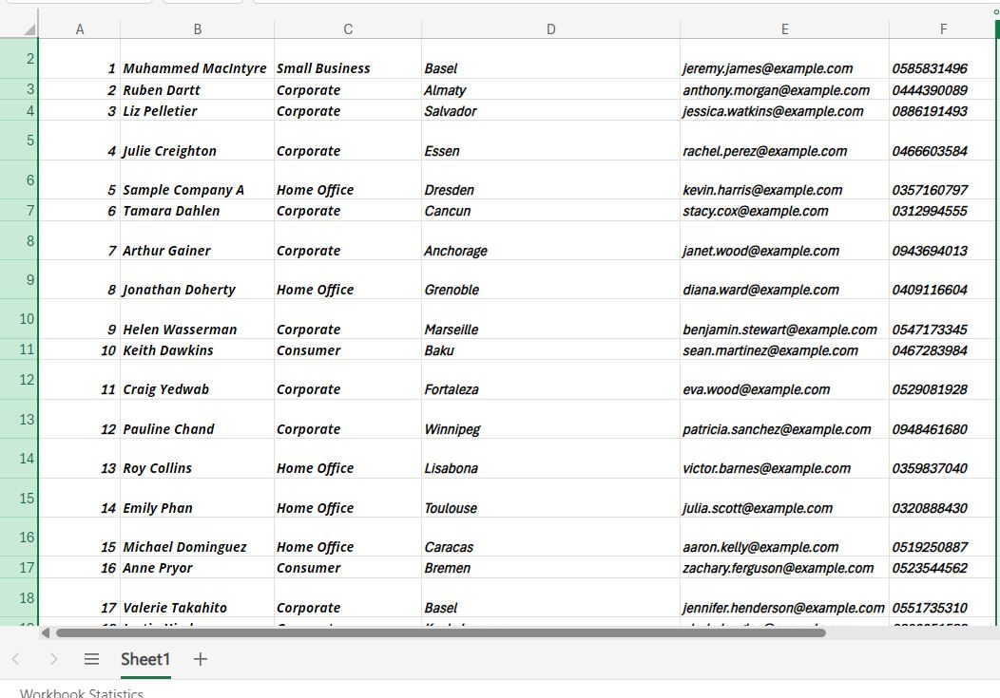 A B C D E F
2 1 Muhammed MacIntyre Small Business Basel jeremy.james@example.com 0585831496
3 2 Ruben Dartt Corporate Almaty anthony.morgan@example.com 0444390089
4 3 Liz Pelletier Corporate Salvador jessica.watkins@example.com 0886191493
5 4 Julie Creighton Corporate Essen rachel.perez@example.com 0466603584
6 5 Sample Company A Home Office Dresden kevin.harris@example.com 0357160797
7 6 Tamara Dahlen Corporate Cancun stacy.cox@example.com 0312994555
8 7 Arthur Gainer Corporate Anchorage janet.wood@example.com 0943694013
9 8 Jonathan Doherty Home Office Grenoble diana.ward@example.com 0409116604
10 9 Helen Wasserman Corporate Marseille benjamin.stewart@example.com 0547173345
11 10 Keith Dawkins Consumer Baku sean.martinez@example.com 0467283984
12 11 Craig Yedwab Corporate Fortaleza eva.wood@example.com 0529081928
13 12 Pauline Chand Corporate Winnipeg patricia.sanchez@example.com 0948461680
14 13 Roy Collins Home Office Lisabona victor.barnes@example.com 0359837040
15 14 Emily Phan Home Office Toulouse julia.scott@example.com 0320888430
16 15 Michael Dominguez Home Office Caracas aaron.kelly@example.com 0519250887
17 16 Anne Pryor Consumer Bremen zachary.ferguson@example.com 0523544562
18 17 Valerie Takahito Corporate Basel jennifer.henderson@example.com 0551735310
Sheet1
Workbook Statistics